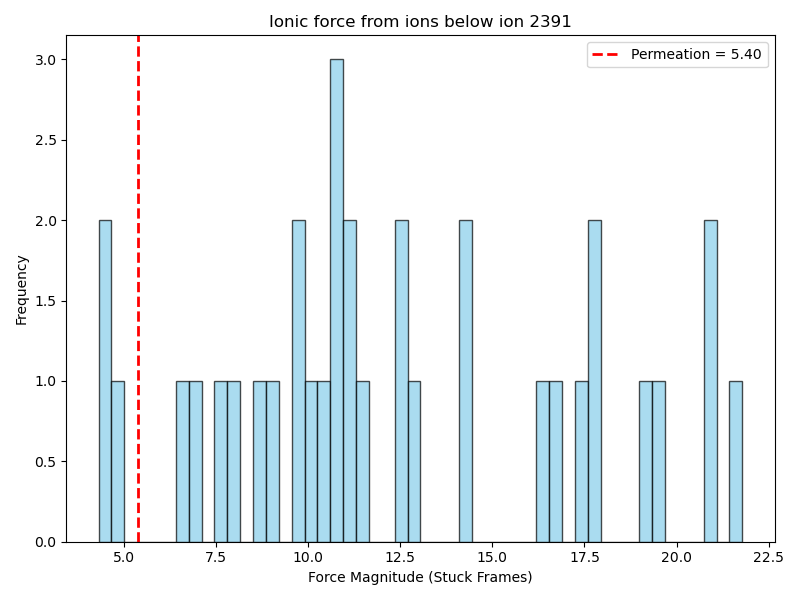 Ionic force from ions below ion 2391
Permeation = 5.40
3.0
2.5
2.0
1.5
1.0
0.5
0.0
Frequency
5.0 7.5 10.0 12.5 15.0 17.5 20.0 22.5
Force Magnitude (Stuck Frames)